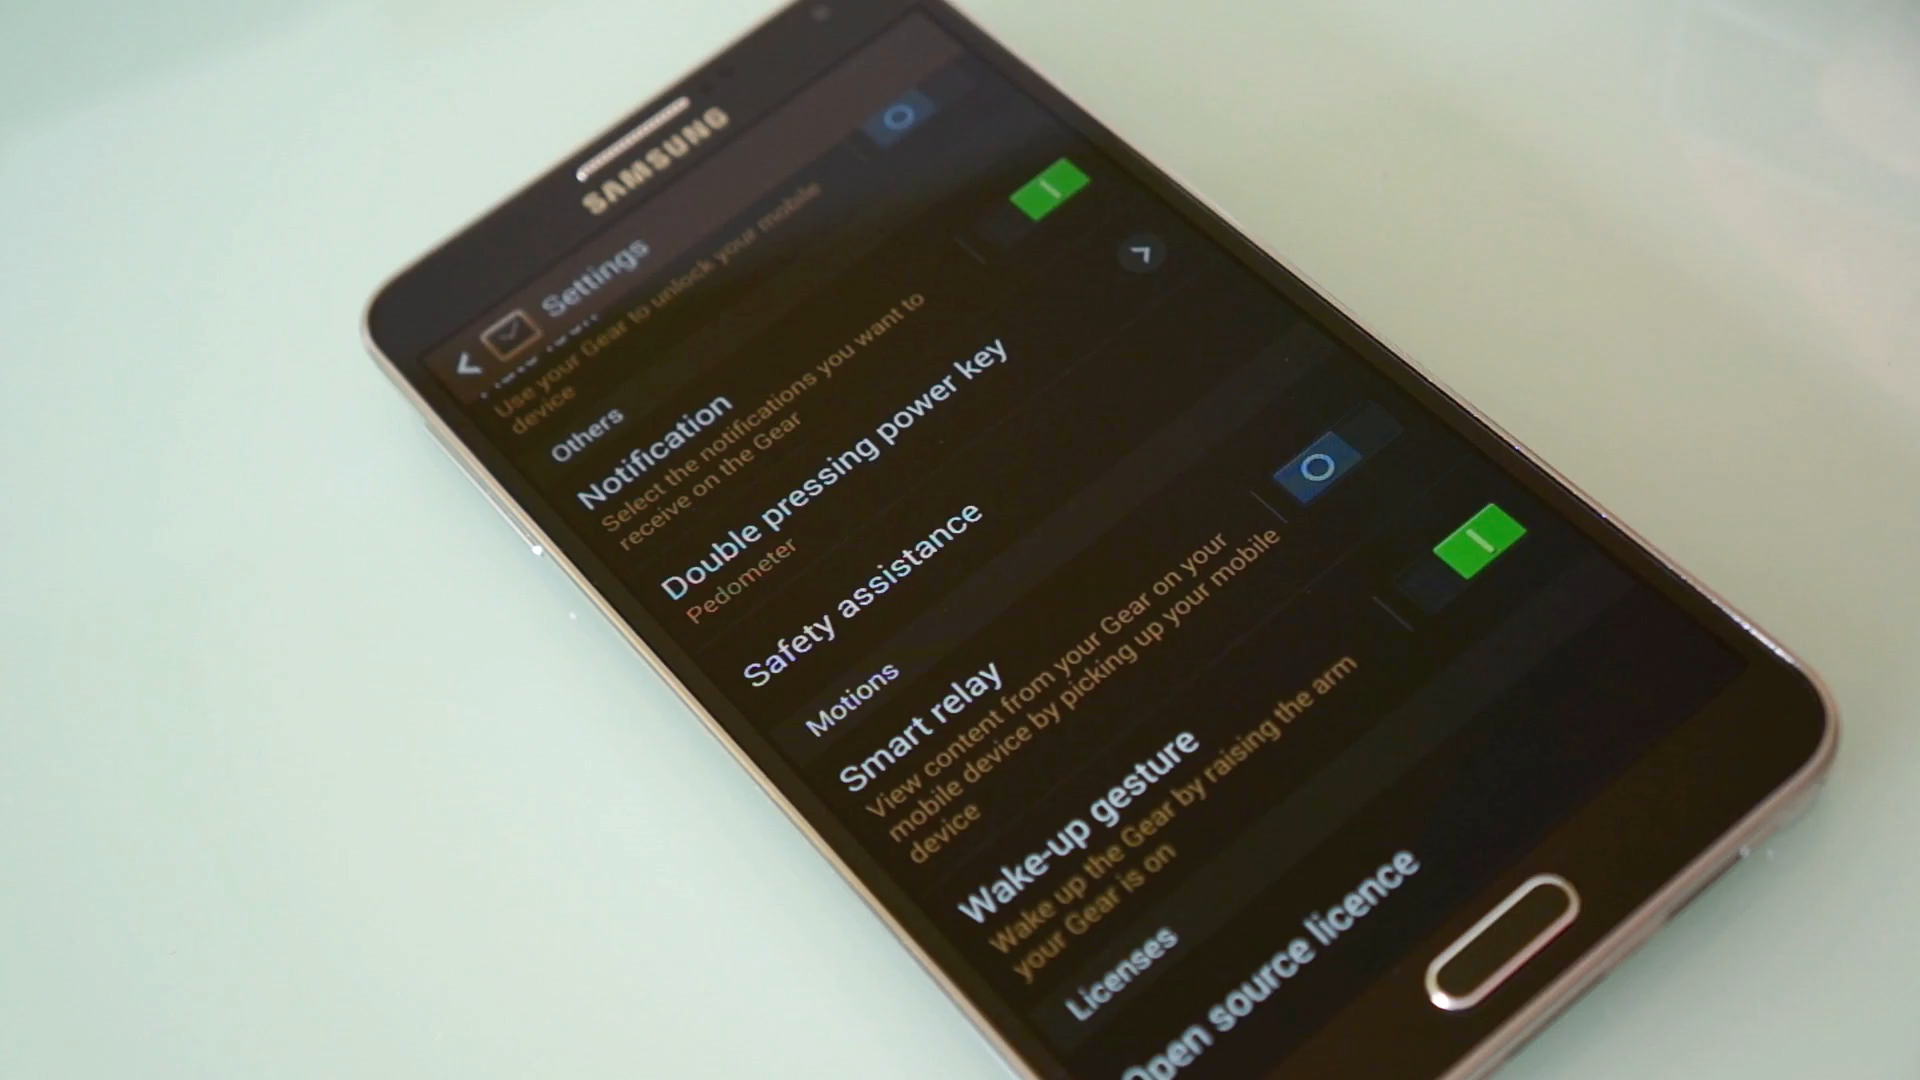 SAMSUNG
Settings
Use your Gear to unlock your mobile
device
Others
Notification
Select the notifications you want to
receive on the Gear
Double pressing power key
Pedometer
Safety assistance
Motions
Smart relay
View content from your Gear on your
mobile device by picking up your mobile
device
Wake-up gesture
Wake up the Gear by raising the arm
your Gear is on
Licenses
Open source licence